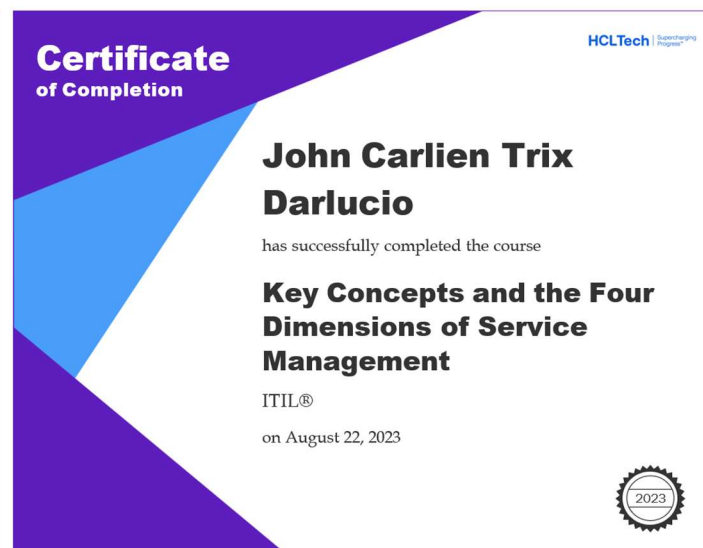 Certificate
of Completion
HCLTech | Supercharging
Progress™
John Carlien Trix
Darlucio
has successfully completed the course
Key Concepts and the Four
Dimensions of Service
Management
ITIL®
on August 22, 2023
2023